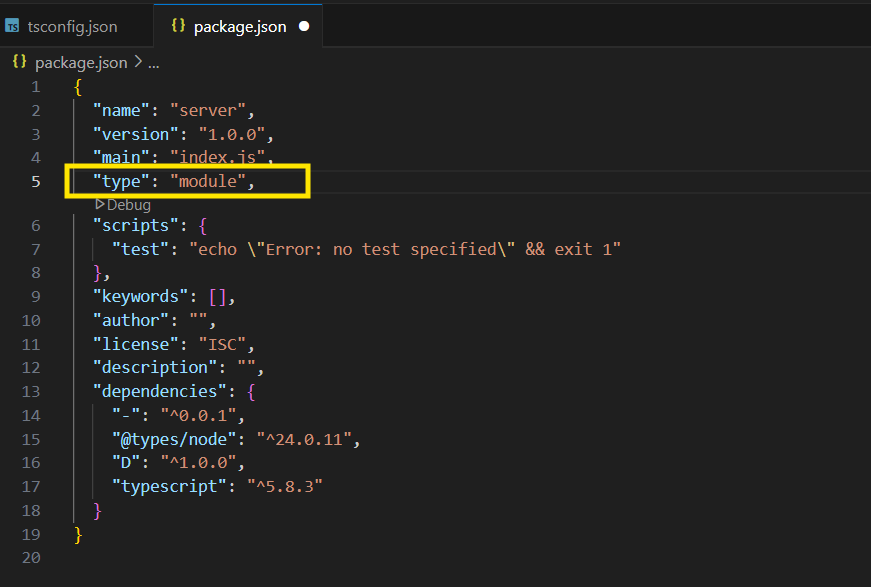 TS tsconfig.json {} package.json ●
{} package.json > ...
1 {
2 "name": "server",
3 "version": "1.0.0",
4 "main": "index.js",
5 "type": "module",
Debug
6 "scripts": {
7 "test": "echo \"Error: no test specified\" && exit 1"
8 },
9 "keywords": [],
10 "author": "",
11 "license": "ISC",
12 "description": "",
13 "dependencies": {
14 "-": "^0.0.1",
15 "@types/node": "^24.0.11",
16 "D": "^1.0.0",
17 "typescript": "^5.8.3"
18 }
19 }
20